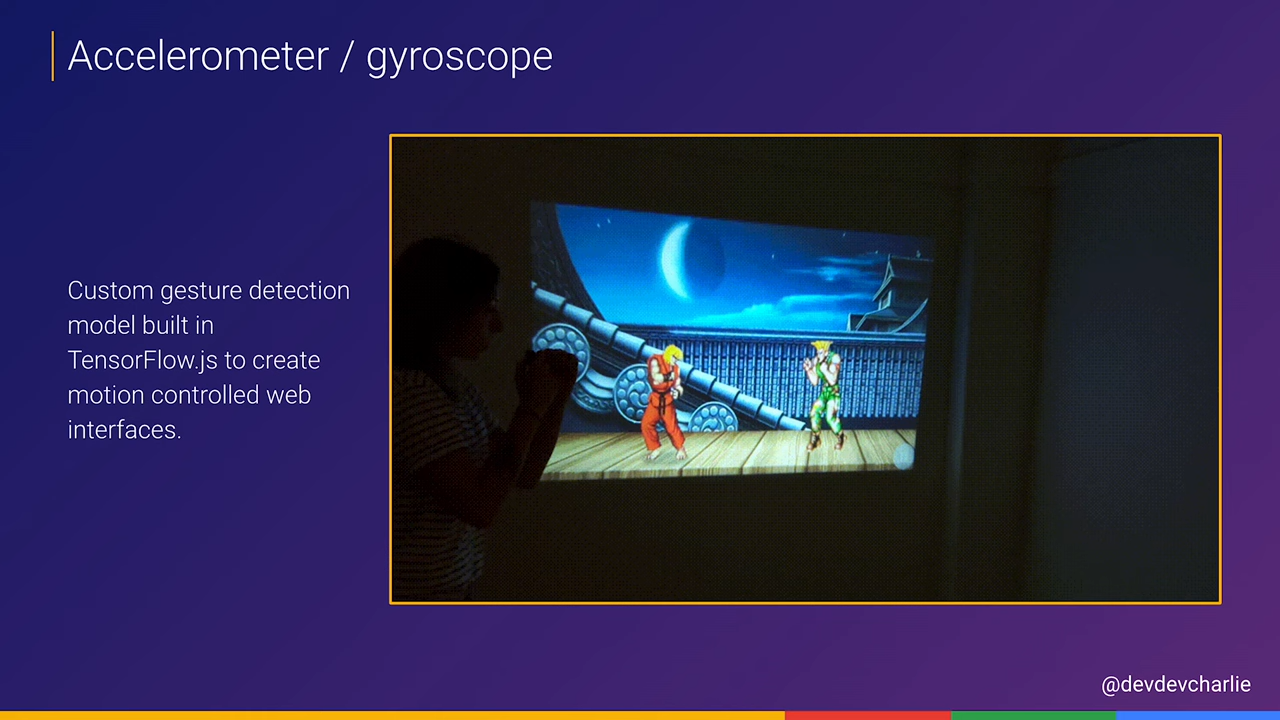 Accelerometer / gyroscope
Custom gesture detection
model built in
TensorFlow.js to create
motion controlled web
interfaces.
@devdevcharlie